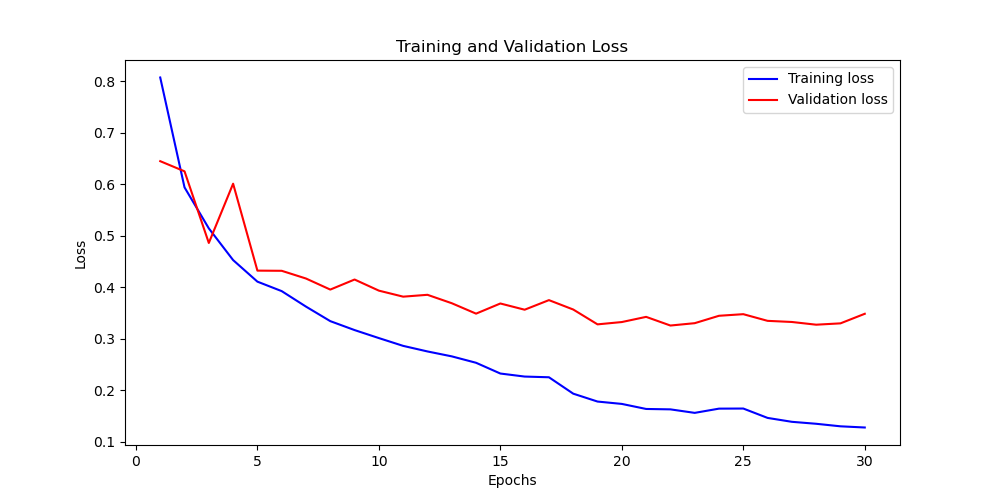 Training and Validation Loss
Training loss
Validation loss
0.8
0.7
0.6
0.5
0.4
0.3
0.2
0.1
Loss
0 5 10 15 20 25 30
Epochs